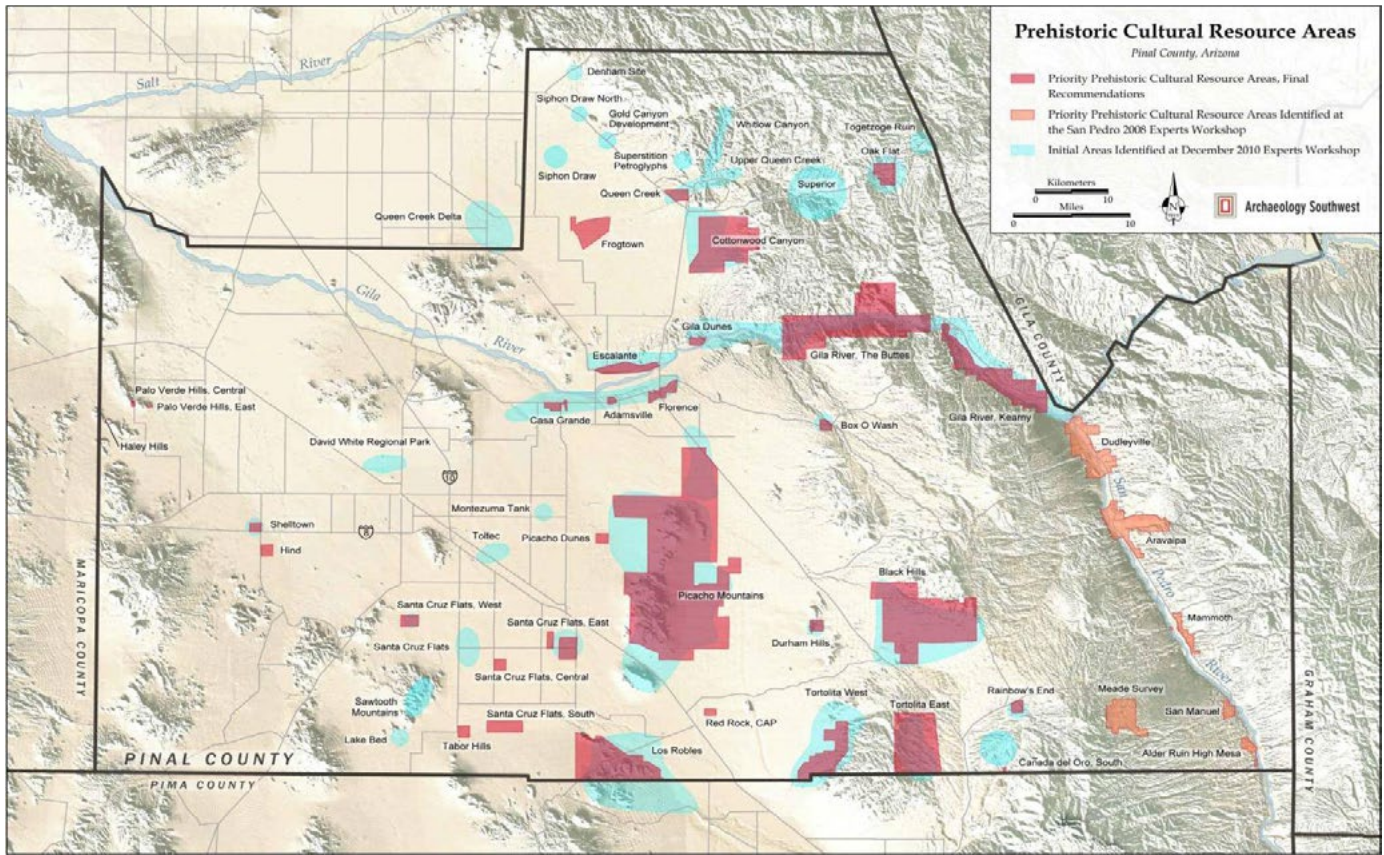 Prehistoric Cultural Resource Areas
Pinal County, Arizona
Priority Prehistoric Cultural Resource Areas, Final
Recommendations
Priority Prehistoric Cultural Resource Areas Identified at
the San Pedro 2008 Experts Workshop
Initial Areas Identified at December 2010 Experts Workshop
Kilometers
0 10
Miles
0 10
N
Archaeology Southwest
Salt
River
Denham Site
Siphon Draw North
Gold Canyon
Development
Whitlow Canyon
Togetzoge Ruin
Superstition
Petroglyphs
Upper Queen Creek
Oak Flat
Siphon Draw
Superior
Queen Creek
Queen Creek Delta
Frogtown
Cottonwood Canyon
Gila
River
GILA COUNTY
Gila Dunes
Escalante
Gila River, The Buttes
Palo Verde Hills, Central
Palo Verde Hills, East
Casa Grande
Adamsville
Florence
Gila River, Kearny
Box O Wash
Haley Hills
David White Regional Park
Dudleyville
10
San
Pedro
River
Montezuma Tank
Shelltown
8
Picacho Dunes
Toltec
Hind
Aravaipa
MARICOPA COUNTY
Black Hills
Picacho Mountains
Santa Cruz Flats, West
Santa Cruz Flats, East
Mammoth
Santa Cruz Flats
Durham Hills
Santa Cruz Flats, Central
GRAHAM COUNTY
Sawtooth
Mountains
Tortolita West
Tortolita East
Rainbow's End
Meade Survey
Santa Cruz Flats, South
Red Rock, CAP
San Manuel
Lake Bed
Tabor Hills
Los Robles
Alder Ruin High Mesa
Canada del Oro, South
PINAL COUNTY
PIMA COUNTY